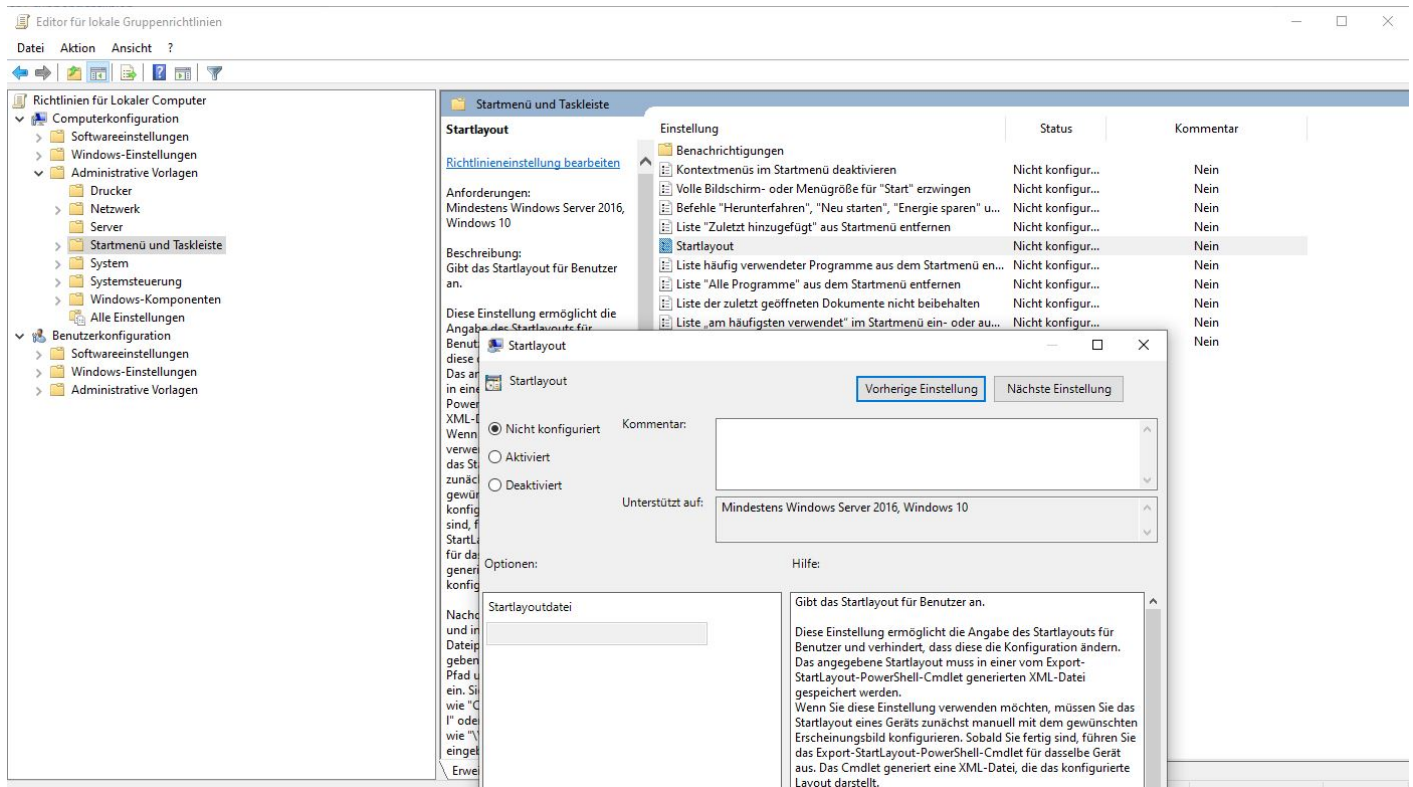 Editor für lokale Gruppenrichtlinien
Datei Aktion Ansicht ?
Richtlinien für Lokaler Computer
Computerkonfiguration
Softwareeinstellungen
Windows-Einstellungen
Administrative Vorlagen
Drucker
Netzwerk
Server
Startmenü und Taskleiste
System
Systemsteuerung
Windows-Komponenten
Alle Einstellungen
Benutzerkonfiguration
Softwareeinstellungen
Windows-Einstellungen
Administrative Vorlagen
Startmenü und Taskleiste
Startlayout
Richtlinieneinstellung bearbeiten
Anforderungen:
Mindestens Windows Server 2016,
Windows 10
Beschreibung:
Gibt das Startlayout für Benutzer
an.
Diese Einstellung ermöglicht die
Angabe des Startlayouts für
Einstellung Status Kommentar
Benachrichtigungen
Kontextmenüs im Startmenü deaktivieren Nicht konfigur... Nein
Volle Bildschirm- oder Menügröße für "Start" erzwingen Nicht konfigur... Nein
Befehle "Herunterfahren", "Neu starten", "Energie sparen" u... Nicht konfigur... Nein
Liste "Zuletzt hinzugefügt" aus Startmenü entfernen Nicht konfigur... Nein
Startlayout Nicht konfigur... Nein
Liste häufig verwendeter Programme aus dem Startmenü en... Nicht konfigur... Nein
Liste "Alle Programme" aus dem Startmenü entfernen Nicht konfigur... Nein
Liste der zuletzt geöffneten Dokumente nicht beibehalten Nicht konfigur... Nein
Liste „am häufigsten verwendet" im Startmenü ein- oder au... Nicht konfigur... Nein
Nein
Startlayout
Startlayout
Vorherige Einstellung Nächste Einstellung
Nicht konfiguriert
Aktiviert
Deaktiviert
Kommentar:
Unterstützt auf:
Mindestens Windows Server 2016, Windows 10
Optionen:
Hilfe:
Startlayoutdatei
Gibt das Startlayout für Benutzer an.
Diese Einstellung ermöglicht die Angabe des Startlayouts für
Benutzer und verhindert, dass diese die Konfiguration ändern.
Das angegebene Startlayout muss in einer vom Export-
StartLayout-PowerShell-Cmdlet generierten XML-Datei
gespeichert werden.
Wenn Sie diese Einstellung verwenden möchten, müssen Sie das
Startlayout eines Geräts zunächst manuell mit dem gewünschten
Erscheinungsbild konfigurieren. Sobald Sie fertig sind, führen Sie
das Export-StartLayout-PowerShell-Cmdlet für dasselbe Gerät
aus. Das Cmdlet generiert eine XML-Datei, die das konfigurierte
Layout darstellt.